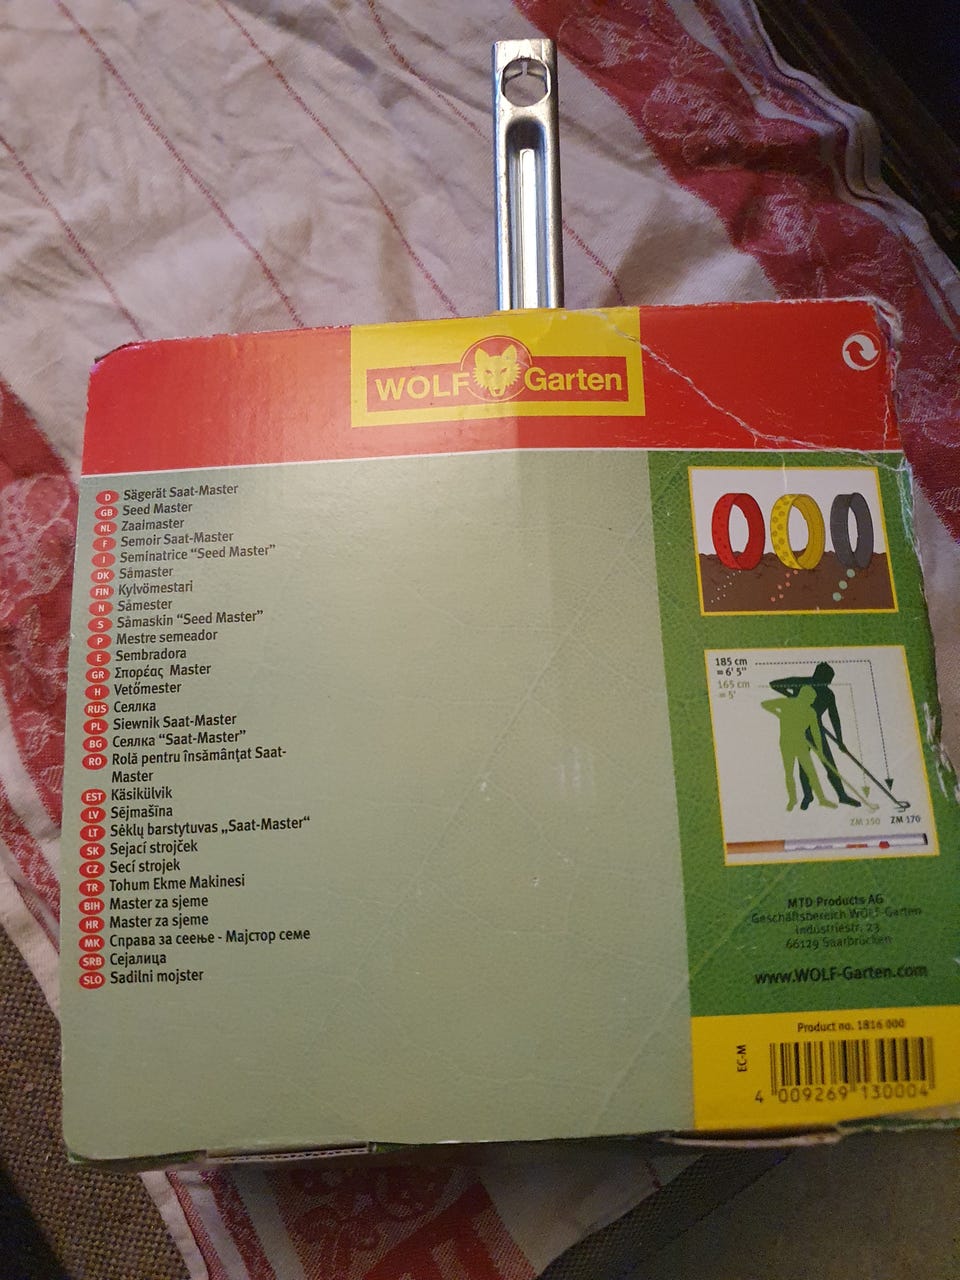 WOLF Garten
D Sägerät Saat-Master
GB Seed Master
NL Zaaimaster
F Semoir Saat-Master
I Seminatrice “Seed Master”
DK Såmaster
FIN Kylvömestari
N Såmester
S Såmaskin “Seed Master”
P Mestre semeador
E Sembradora
GR Σπορέας Master
H Vetőmester
RUS Сеялка
PL Siewnik Saat-Master
BG Сеялка “Saat-Master”
RO Rolă pentru însămânţat Saat-
Master
EST Käsikülvik
LV Sējmašīna
LT Sėklų barstytuvas „Saat-Master“
SK Sejací strojček
CZ Secí strojek
TR Tohum Ekme Makinesi
BIH Master za sjeme
HR Master za sjeme
MK Справа за сеење - Мајстор семе
SRB Сејалица
SLO Sadilni mojster
185 cm
= 6' 5"
165 cm
= 5'
ZM 150 ZM 170
MTD Products AG
Geschäftsbereich WOLF-Garten
Industriestr. 23
66129 Saarbrücken
www.WOLF-Garten.com
Product no. 1816 000
EC-M
4 009269 130004